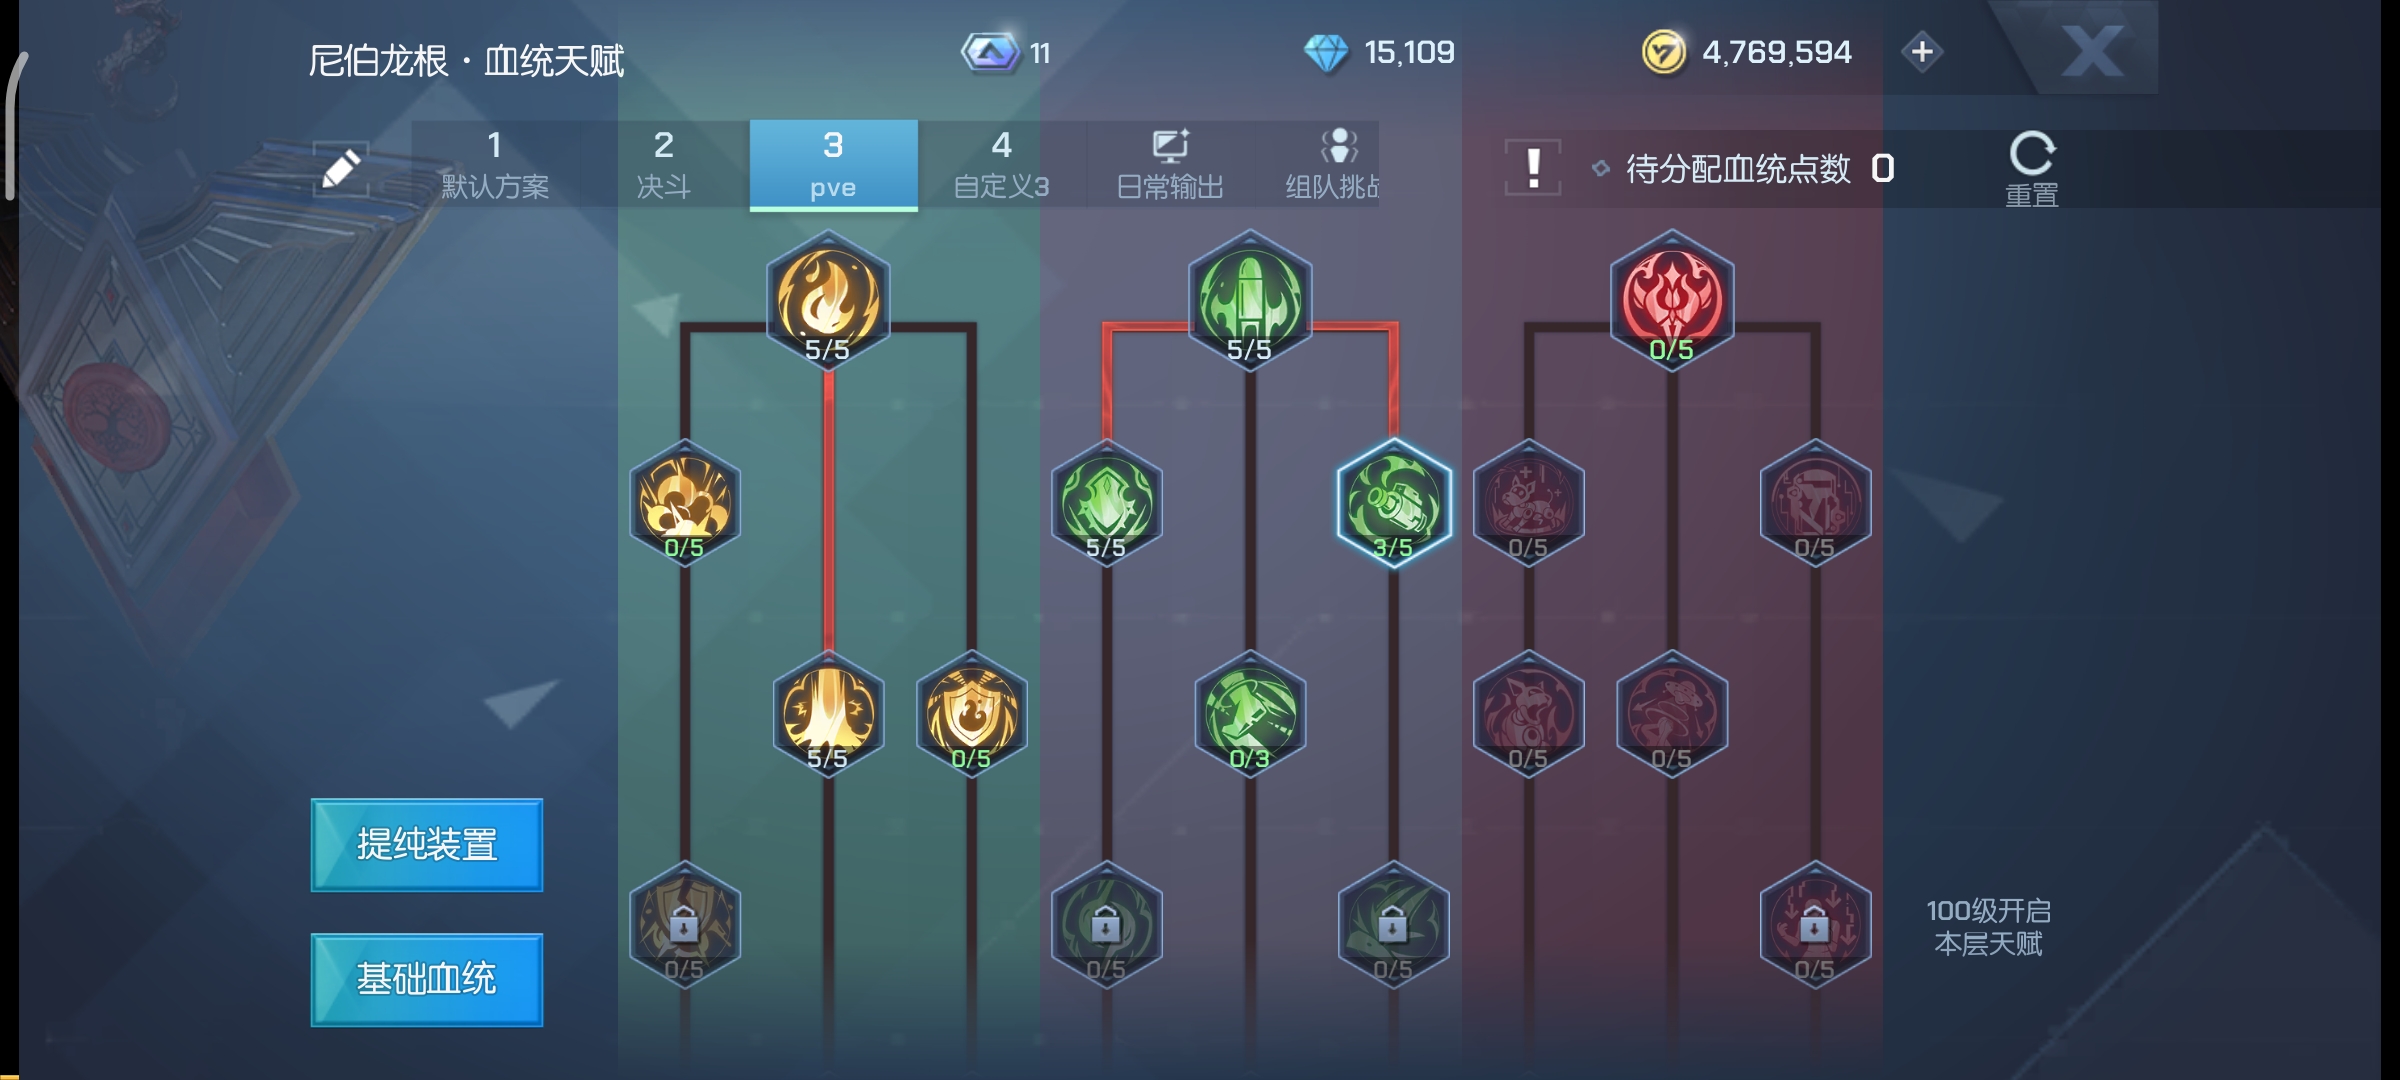 尼伯龙根·血统天赋
11
15,109
4,769,594
1
默认方案
2
决斗
3
pve
4
自定义3
日常输出
组队挑战
待分配血统点数 0
重置
5/5
5/5
0/5
0/5
5/5
3/5
0/5
0/5
5/5
0/5
0/3
0/5
0/5
提纯装置
0/5
0/5
0/5
0/5
100级开启
本层天赋
基础血统